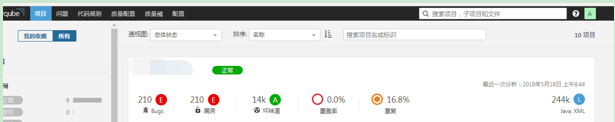 qube 项目 问题 代码规则 质量配置 质量阈 配置 搜索项目，子项目和文件 A
我的收藏 所有 透视图: 总体状态 排序: 名称 搜索项目名或标识 10 项目
正常
最近一次分析：2018年5月18日 上午8:44
正常 9
0
210 E 210 E 14k A 0.0% 16.8% 244k L
Bugs 漏洞 坏味道 覆盖率 重复 Java, XML